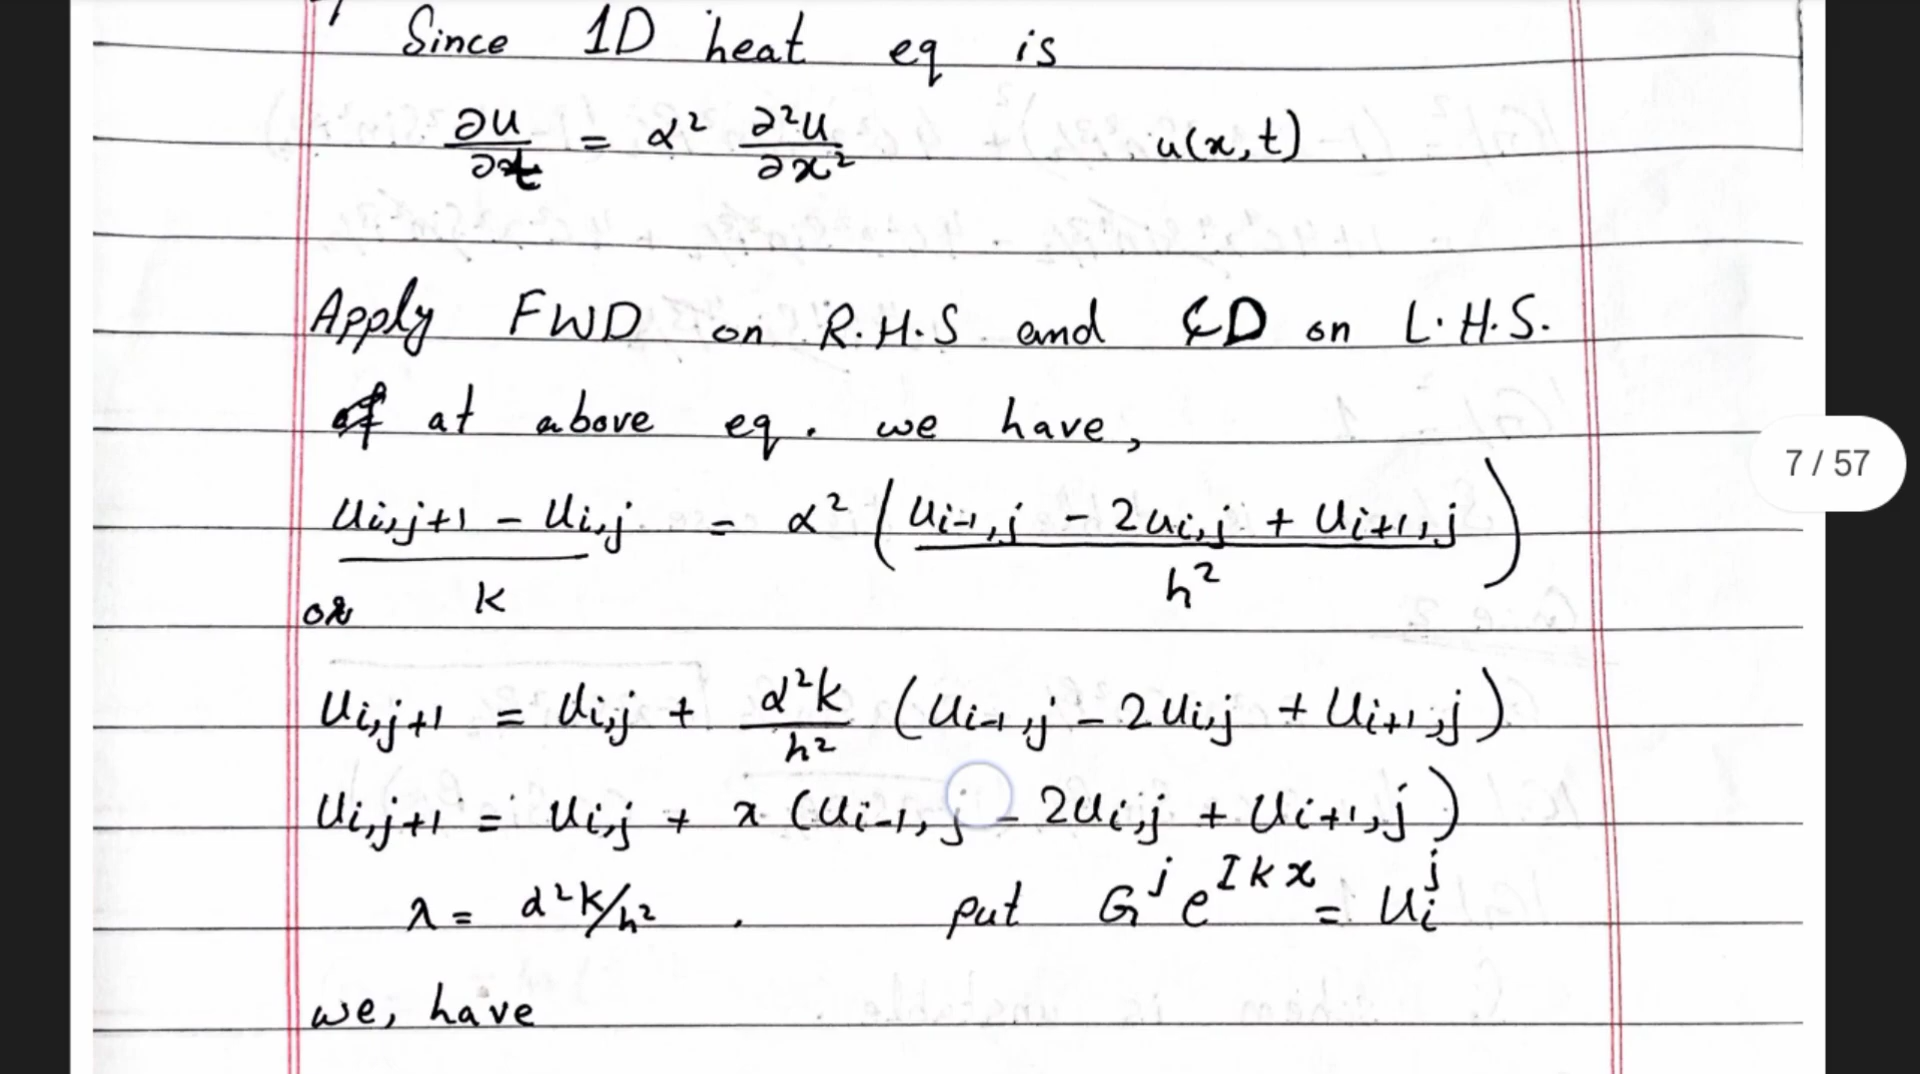 Since 1D heat eq is
∂u/∂t = α² ∂²u/∂x² u(x,t)
Apply FWD on R.H.S and CD on L.H.S.
at above eq. we have,
(u_{i,j+1} - u_{i,j})/k = α² ((u_{i-1,j} - 2u_{i,j} + u_{i+1,j})/h²)
or
u_{i,j+1} = u_{i,j} + α²k/h² (u_{i-1,j} - 2u_{i,j} + u_{i+1,j})
u_{i,j+1} = u_{i,j} + λ (u_{i-1,j} - 2u_{i,j} + u_{i+1,j})
λ = α²k/h² . put G^j e^{Ikx} = u_i^j
we, have
7 / 57